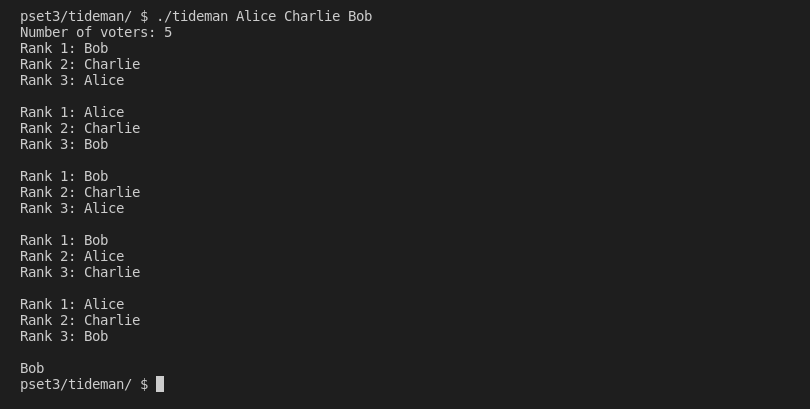 pset3/tideman/ $ ./tideman Alice Charlie Bob
Number of voters: 5
Rank 1: Bob
Rank 2: Charlie
Rank 3: Alice

Rank 1: Alice
Rank 2: Charlie
Rank 3: Bob

Rank 1: Bob
Rank 2: Charlie
Rank 3: Alice

Rank 1: Bob
Rank 2: Alice
Rank 3: Charlie

Rank 1: Alice
Rank 2: Charlie
Rank 3: Bob

Bob
pset3/tideman/ $